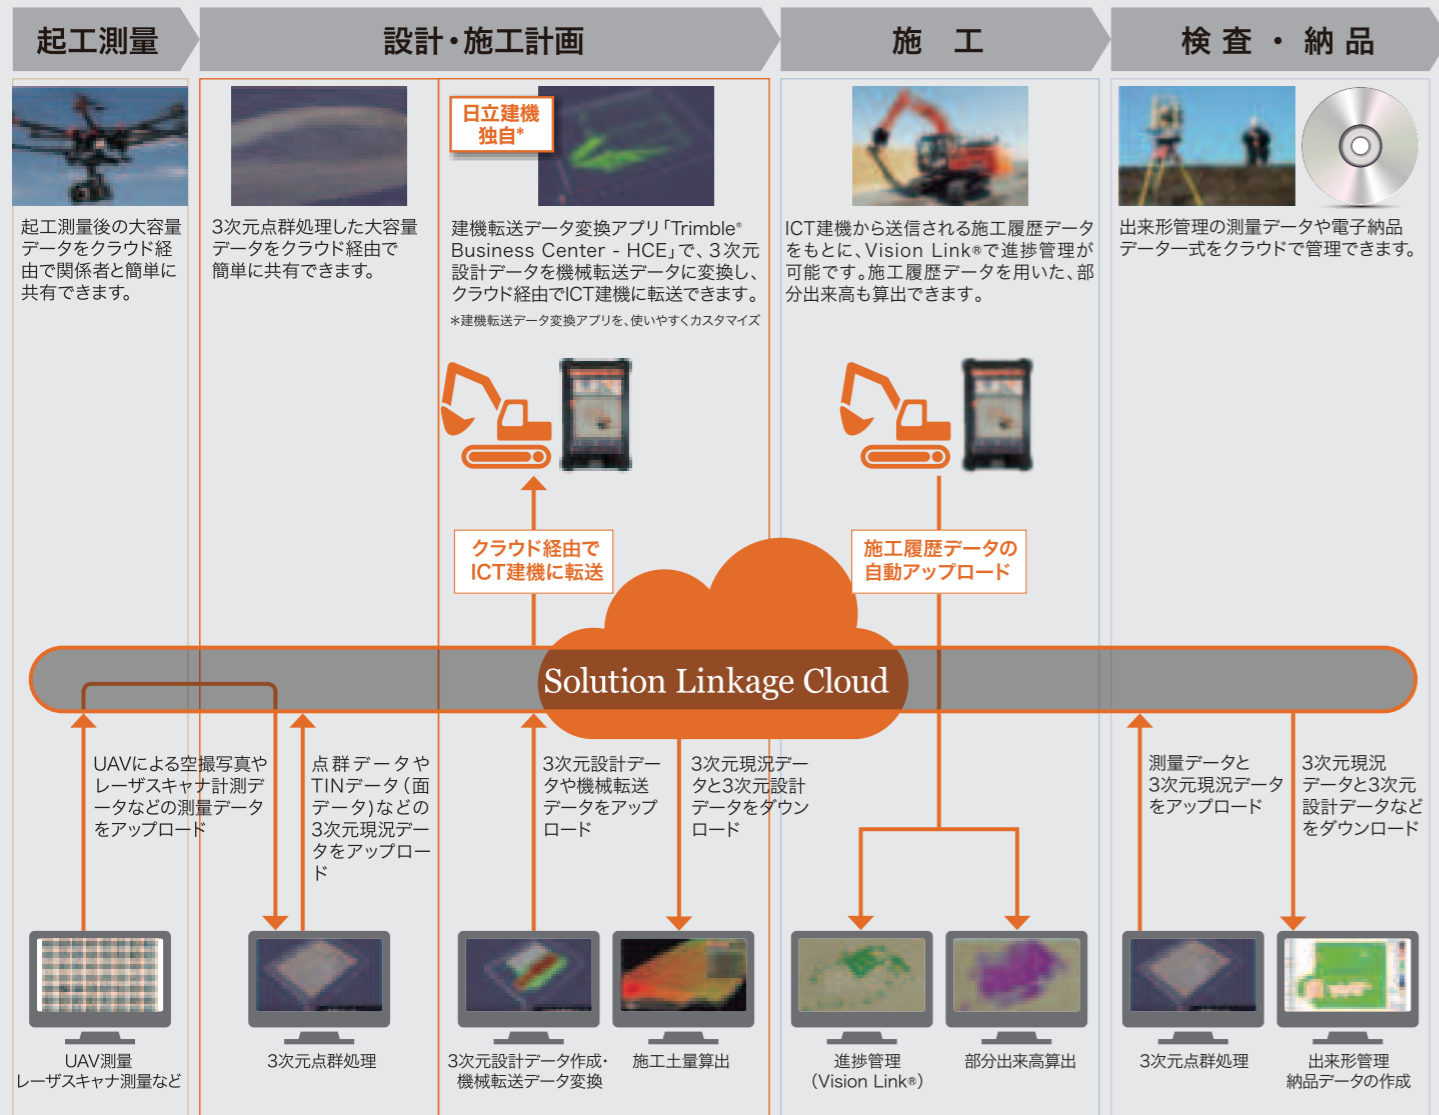 起工測量
設計・施工計画
施　工
検 査 ・ 納 品
起工測量後の大容量
データをクラウド経
由で関係者と簡単に
共有できます。
3次元点群処理した大容量
データをクラウド経由で
簡単に共有できます。
日立建機
独自*
建機転送データ変換アプリ「Trimble®
Business Center - HCE」で、3次元
設計データを機械転送データに変換し、
クラウド経由でICT建機に転送できます。
＊建機転送データ変換アプリを、使いやすくカスタマイズ
ICT建機から送信される施工履歴データ
をもとに、Vision Link®で進捗管理が
可能です。施工履歴データを用いた、部
分出来高も算出できます。
出来形管理の測量データや電子納品
データ一式をクラウドで管理できます。
クラウド経由で
ICT建機に転送
施工履歴データの
自動アップロード
Solution Linkage Cloud
UAVによる空撮写真や
レーザスキャナ計測デ
ータなどの測量データ
をアップロード
点群データや
TINデータ（面
データ)などの
3次元現況デー
タをアップロー
ド
3次元設計デー
タや機械転送
データをアップ
ロード
3次元現況デー
タと3次元設計
データをダウン
ロード
測量データと
3次元現況データ
をアップロード
3次元現況
データと3次元
設計データなど
をダウンロード
UAV測量
レーザスキャナ測量など
3次元点群処理
3次元設計データ作成・
機械転送データ変換
施工土量算出
進捗管理
（Vision Link®）
部分出来高算出
3次元点群処理
出来形管理
納品データの作成